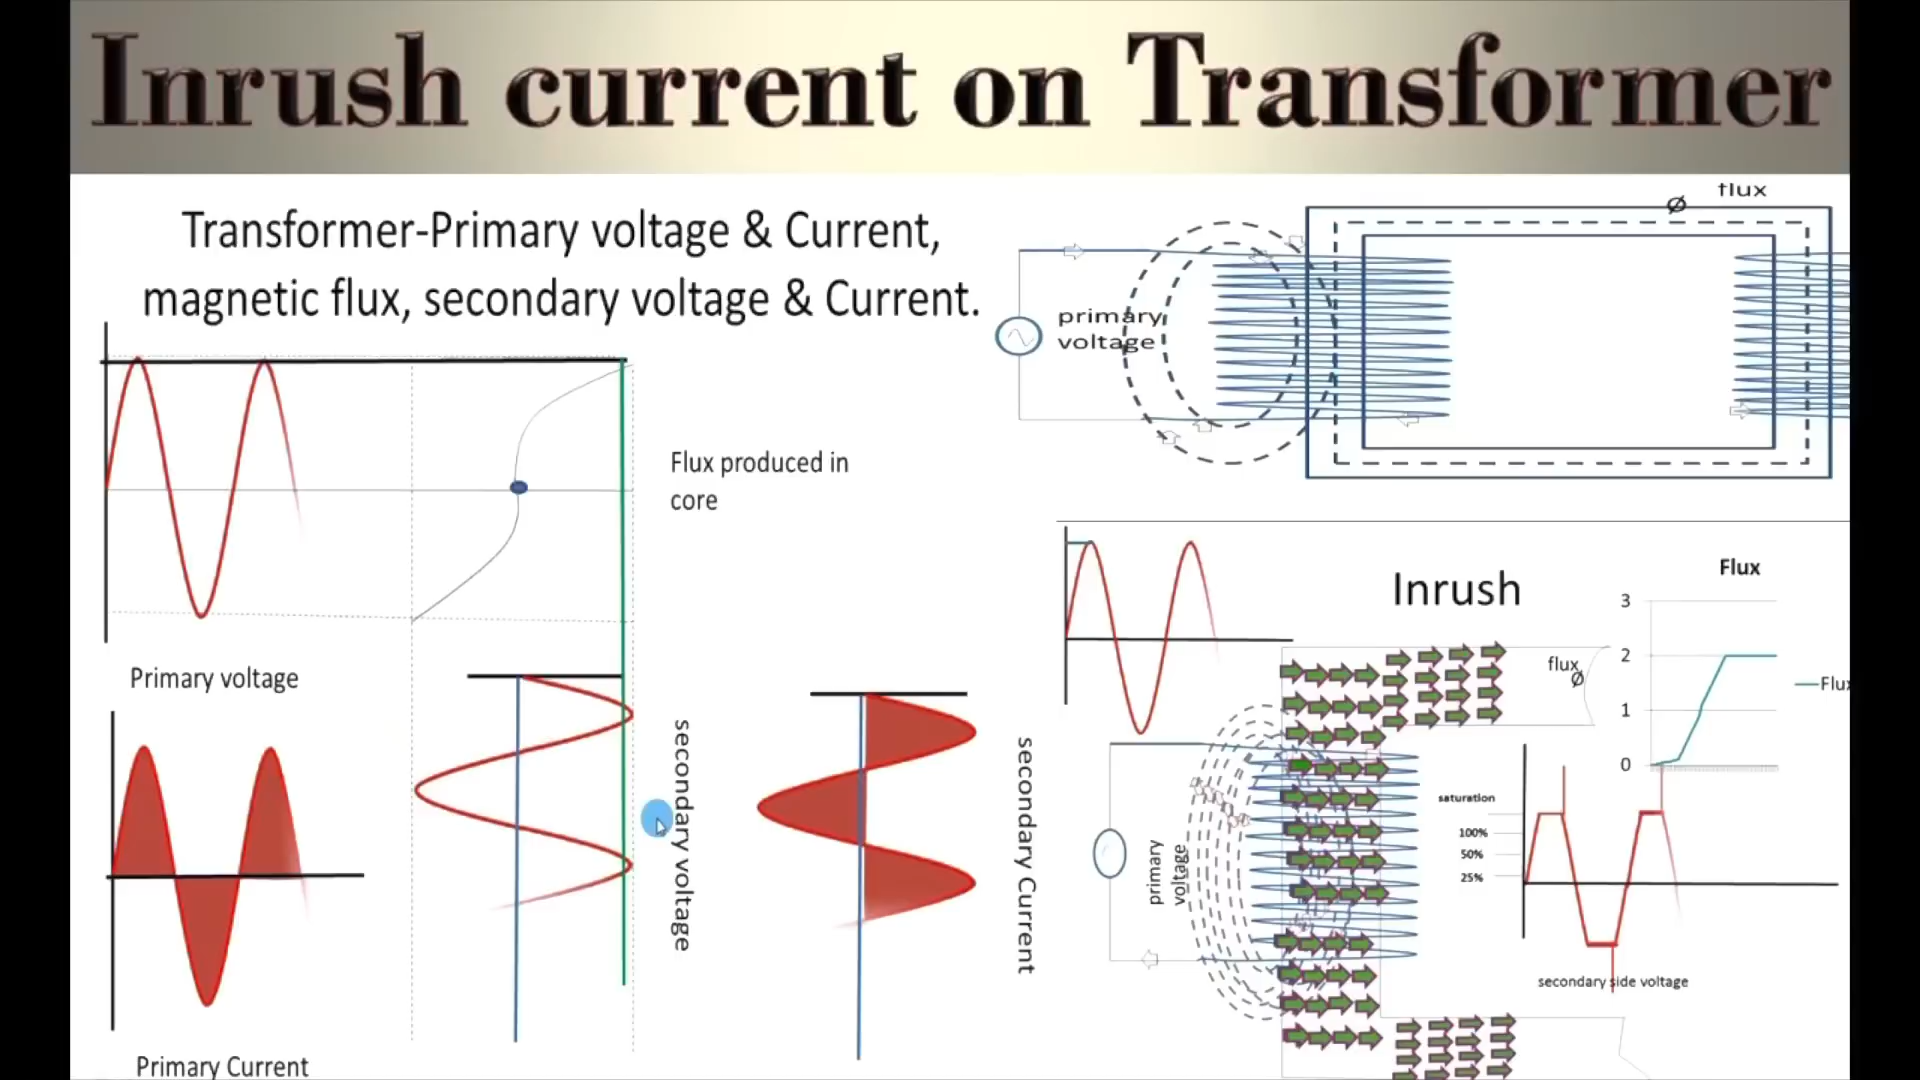 Inrush current on Transformer
Transformer-Primary voltage & Current,
magnetic flux, secondary voltage & Current.
flux
Ø
primary
voltage
Flux produced in
core
Primary voltage
secondary voltage
secondary Current
Primary Current
Inrush
Flux
3
2
1
0
flux
Ø
Flu
primary
voltage
saturation
100%
50%
25%
secondary side voltage